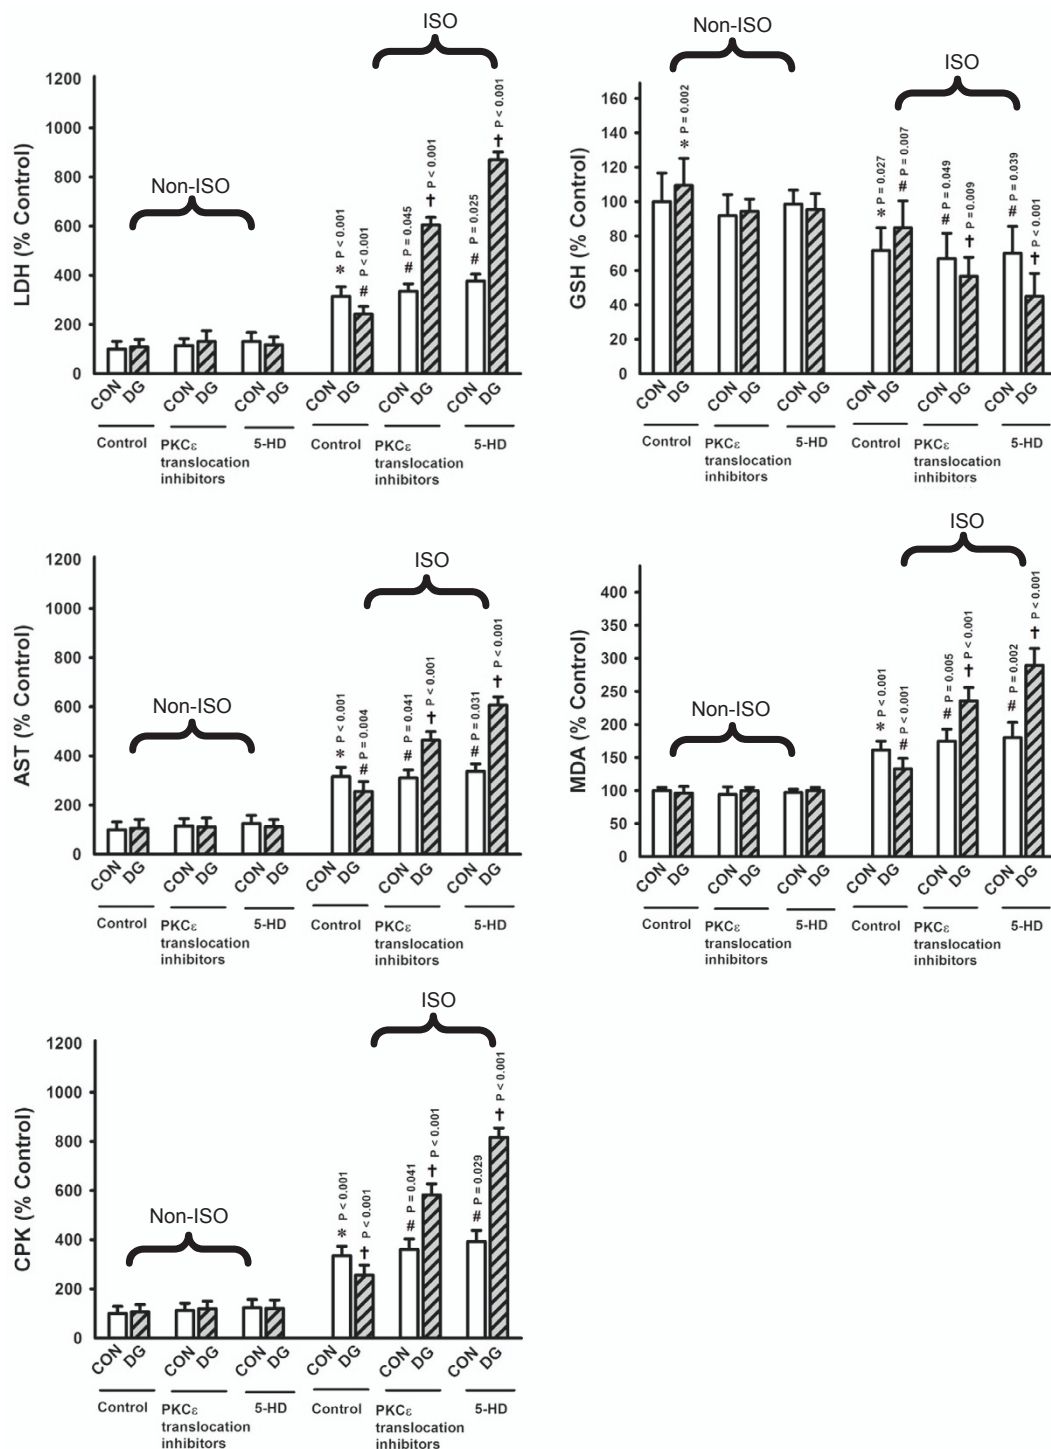 ISO
LDH (% Control)
1200
1000
800
600
400
200
0
Non-ISO
* P < 0.001
# P < 0.001
# P = 0.045
† P < 0.001
# P = 0.025
† P < 0.001
CON DG CON DG CON DG CON DG CON DG CON DG
Control PKCε 5-HD Control PKCε 5-HD
translocation translocation
inhibitors inhibitors
Non-ISO
ISO
GSH (% Control)
160
140
120
100
80
60
40
20
0
* P = 0.002
* P = 0.027
# P = 0.007
# P = 0.049
† P = 0.009
# P = 0.039
† P < 0.001
CON DG CON DG CON DG CON DG CON DG CON DG
Control PKCε 5-HD Control PKCε 5-HD
translocation translocation
inhibitors inhibitors
ISO
AST (% Control)
1200
1000
800
600
400
200
0
Non-ISO
* P < 0.001
# P = 0.004
# P = 0.041
† P < 0.001
# P = 0.031
† P < 0.001
CON DG CON DG CON DG CON DG CON DG CON DG
Control PKCε 5-HD Control PKCε 5-HD
translocation translocation
inhibitors inhibitors
ISO
MDA (% Control)
400
350
300
250
200
150
100
50
0
Non-ISO
* P < 0.001
# P < 0.001
# P = 0.005
† P < 0.001
# P = 0.002
† P < 0.001
CON DG CON DG CON DG CON DG CON DG CON DG
Control PKCε 5-HD Control PKCε 5-HD
translocation translocation
inhibitors inhibitors
ISO
CPK (% Control)
1200
1000
800
600
400
200
0
Non-ISO
* P < 0.001
† P < 0.001
# P = 0.041
† P < 0.001
# P = 0.029
† P < 0.001
CON DG CON DG CON DG CON DG CON DG CON DG
Control PKCε 5-HD Control PKCε 5-HD
translocation translocation
inhibitors inhibitors